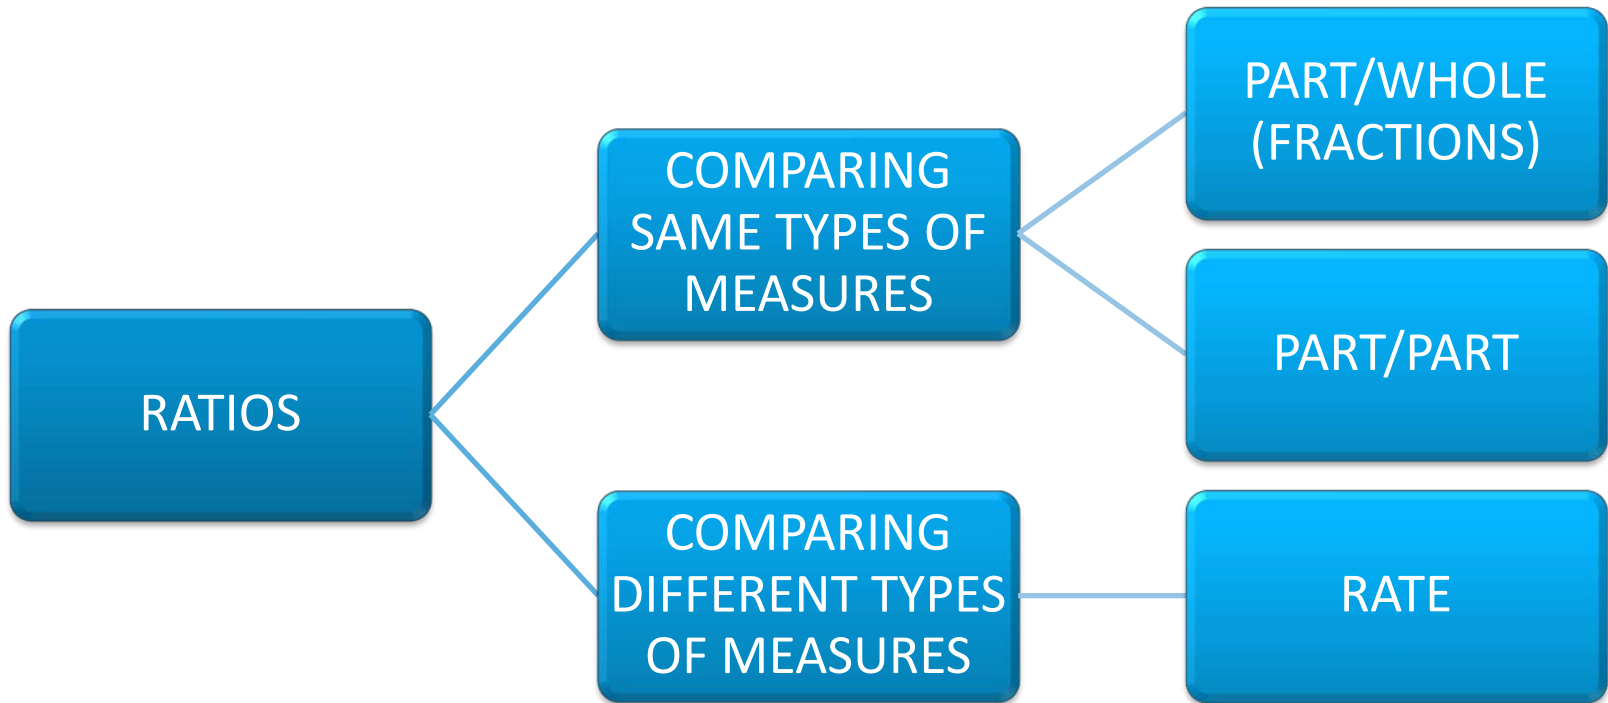 RATIOS
COMPARING
SAME TYPES OF
MEASURES
PART/WHOLE
(FRACTIONS)
PART/PART
COMPARING
DIFFERENT TYPES
OF MEASURES
RATE